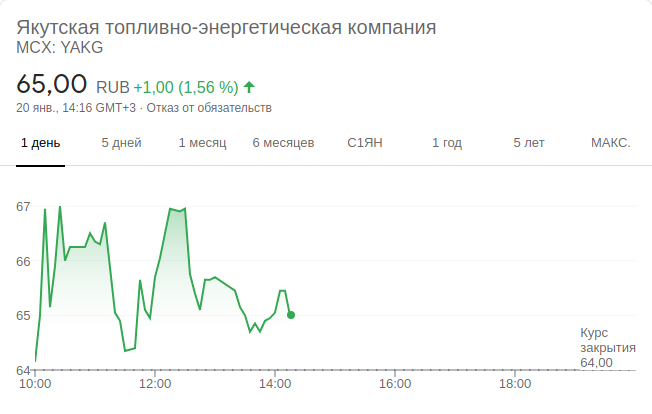 Якутская топливно-энергетическая компания
MCX: YAKG
65,00 RUB +1,00 (1,56 %)
20 янв., 14:16 GMT+3 · Отказ от обязательств
1 день 5 дней 1 месяц 6 месяцев С1ЯН 1 год 5 лет МАКС.
67
66
65
Курс
закрытия
64,00
64
10:00 12:00 14:00 16:00 18:00